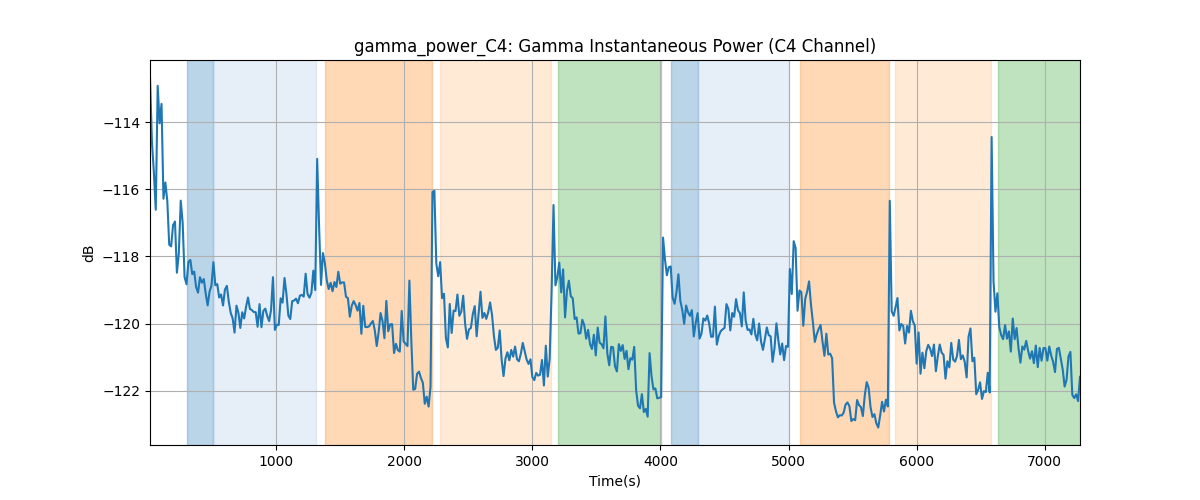 gamma_power_C4: Gamma Instantaneous Power (C4 Channel)
dB
−114
−116
−118
−120
−122
1000 2000 3000 4000 5000 6000 7000
Time(s)